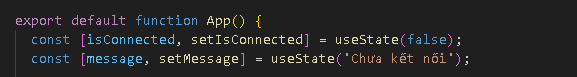 export default function App() {
const [isConnected, setIsConnected] = useState(false);
const [message, setMessage] = useState('Chưa kết nối');